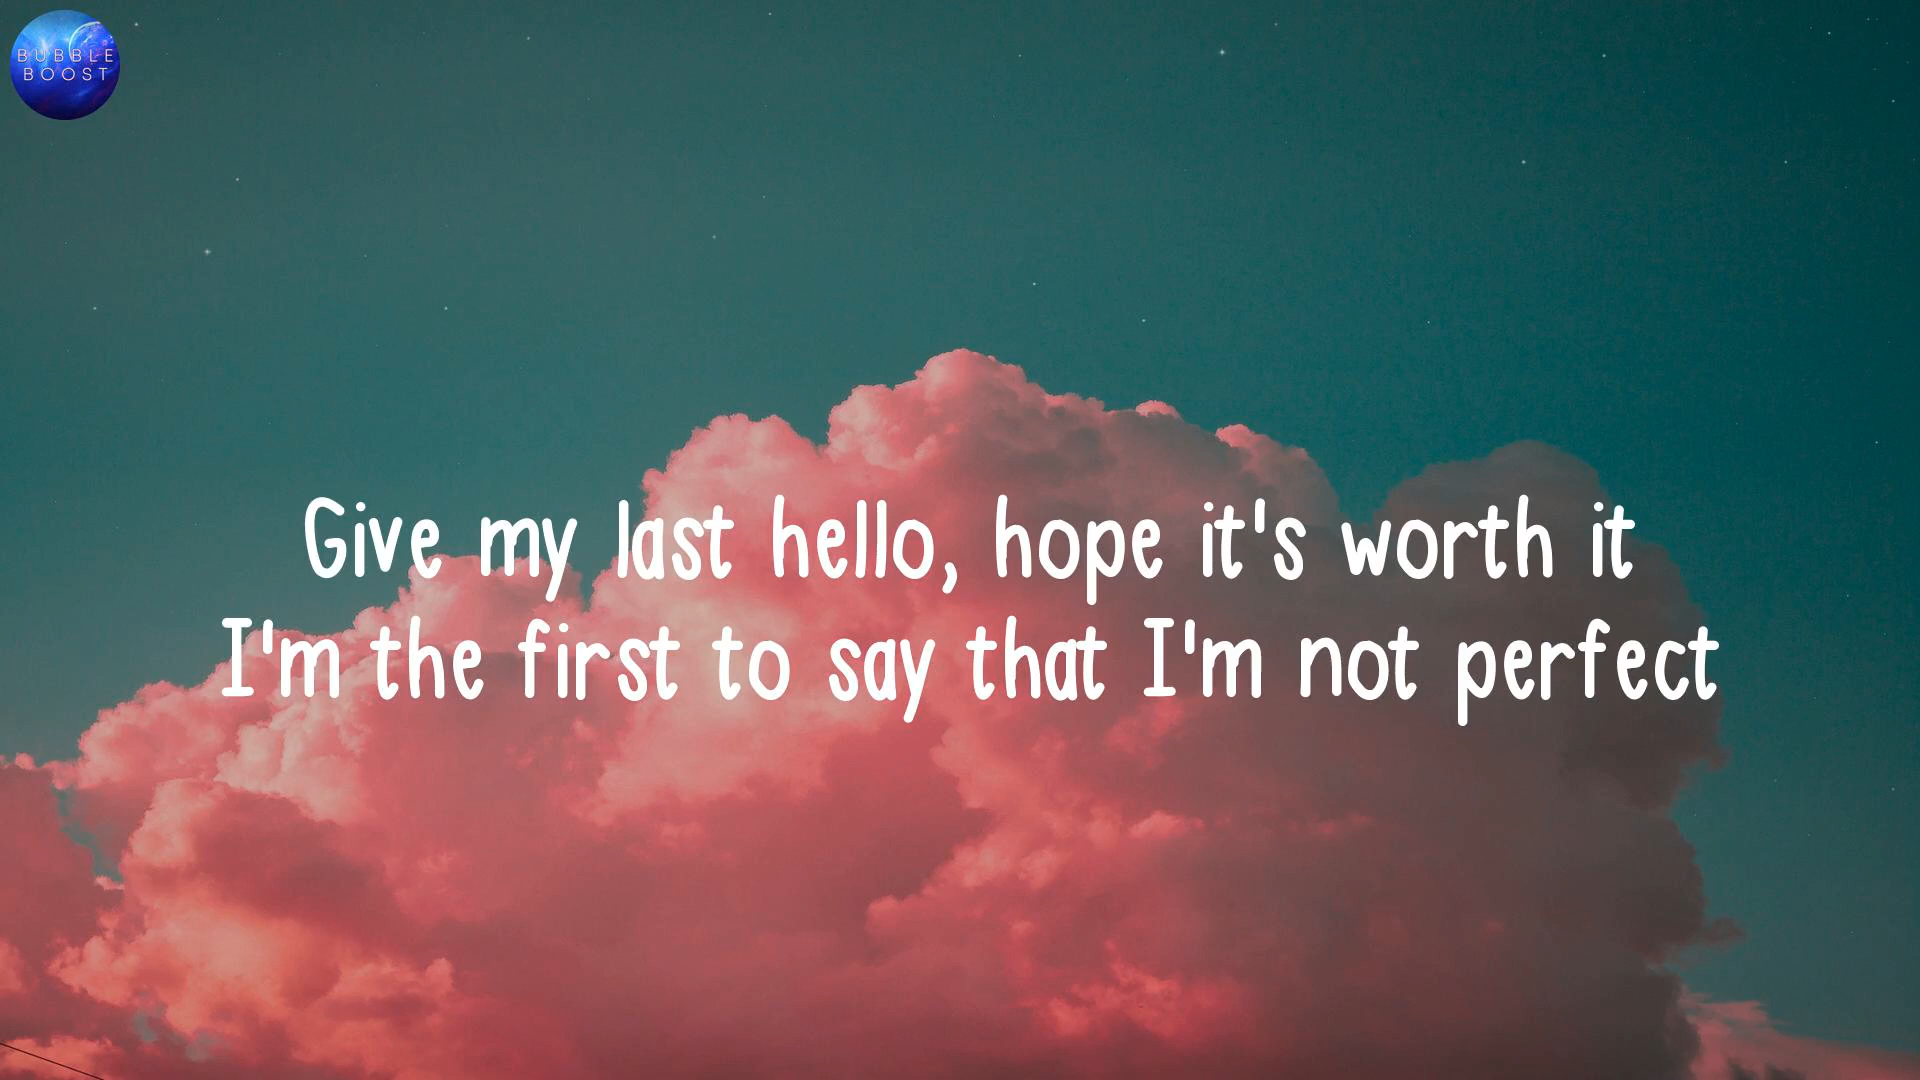 BUBBLE
BOOST
Give my last hello, hope it's worth it
I'm the first to say that I'm not perfect